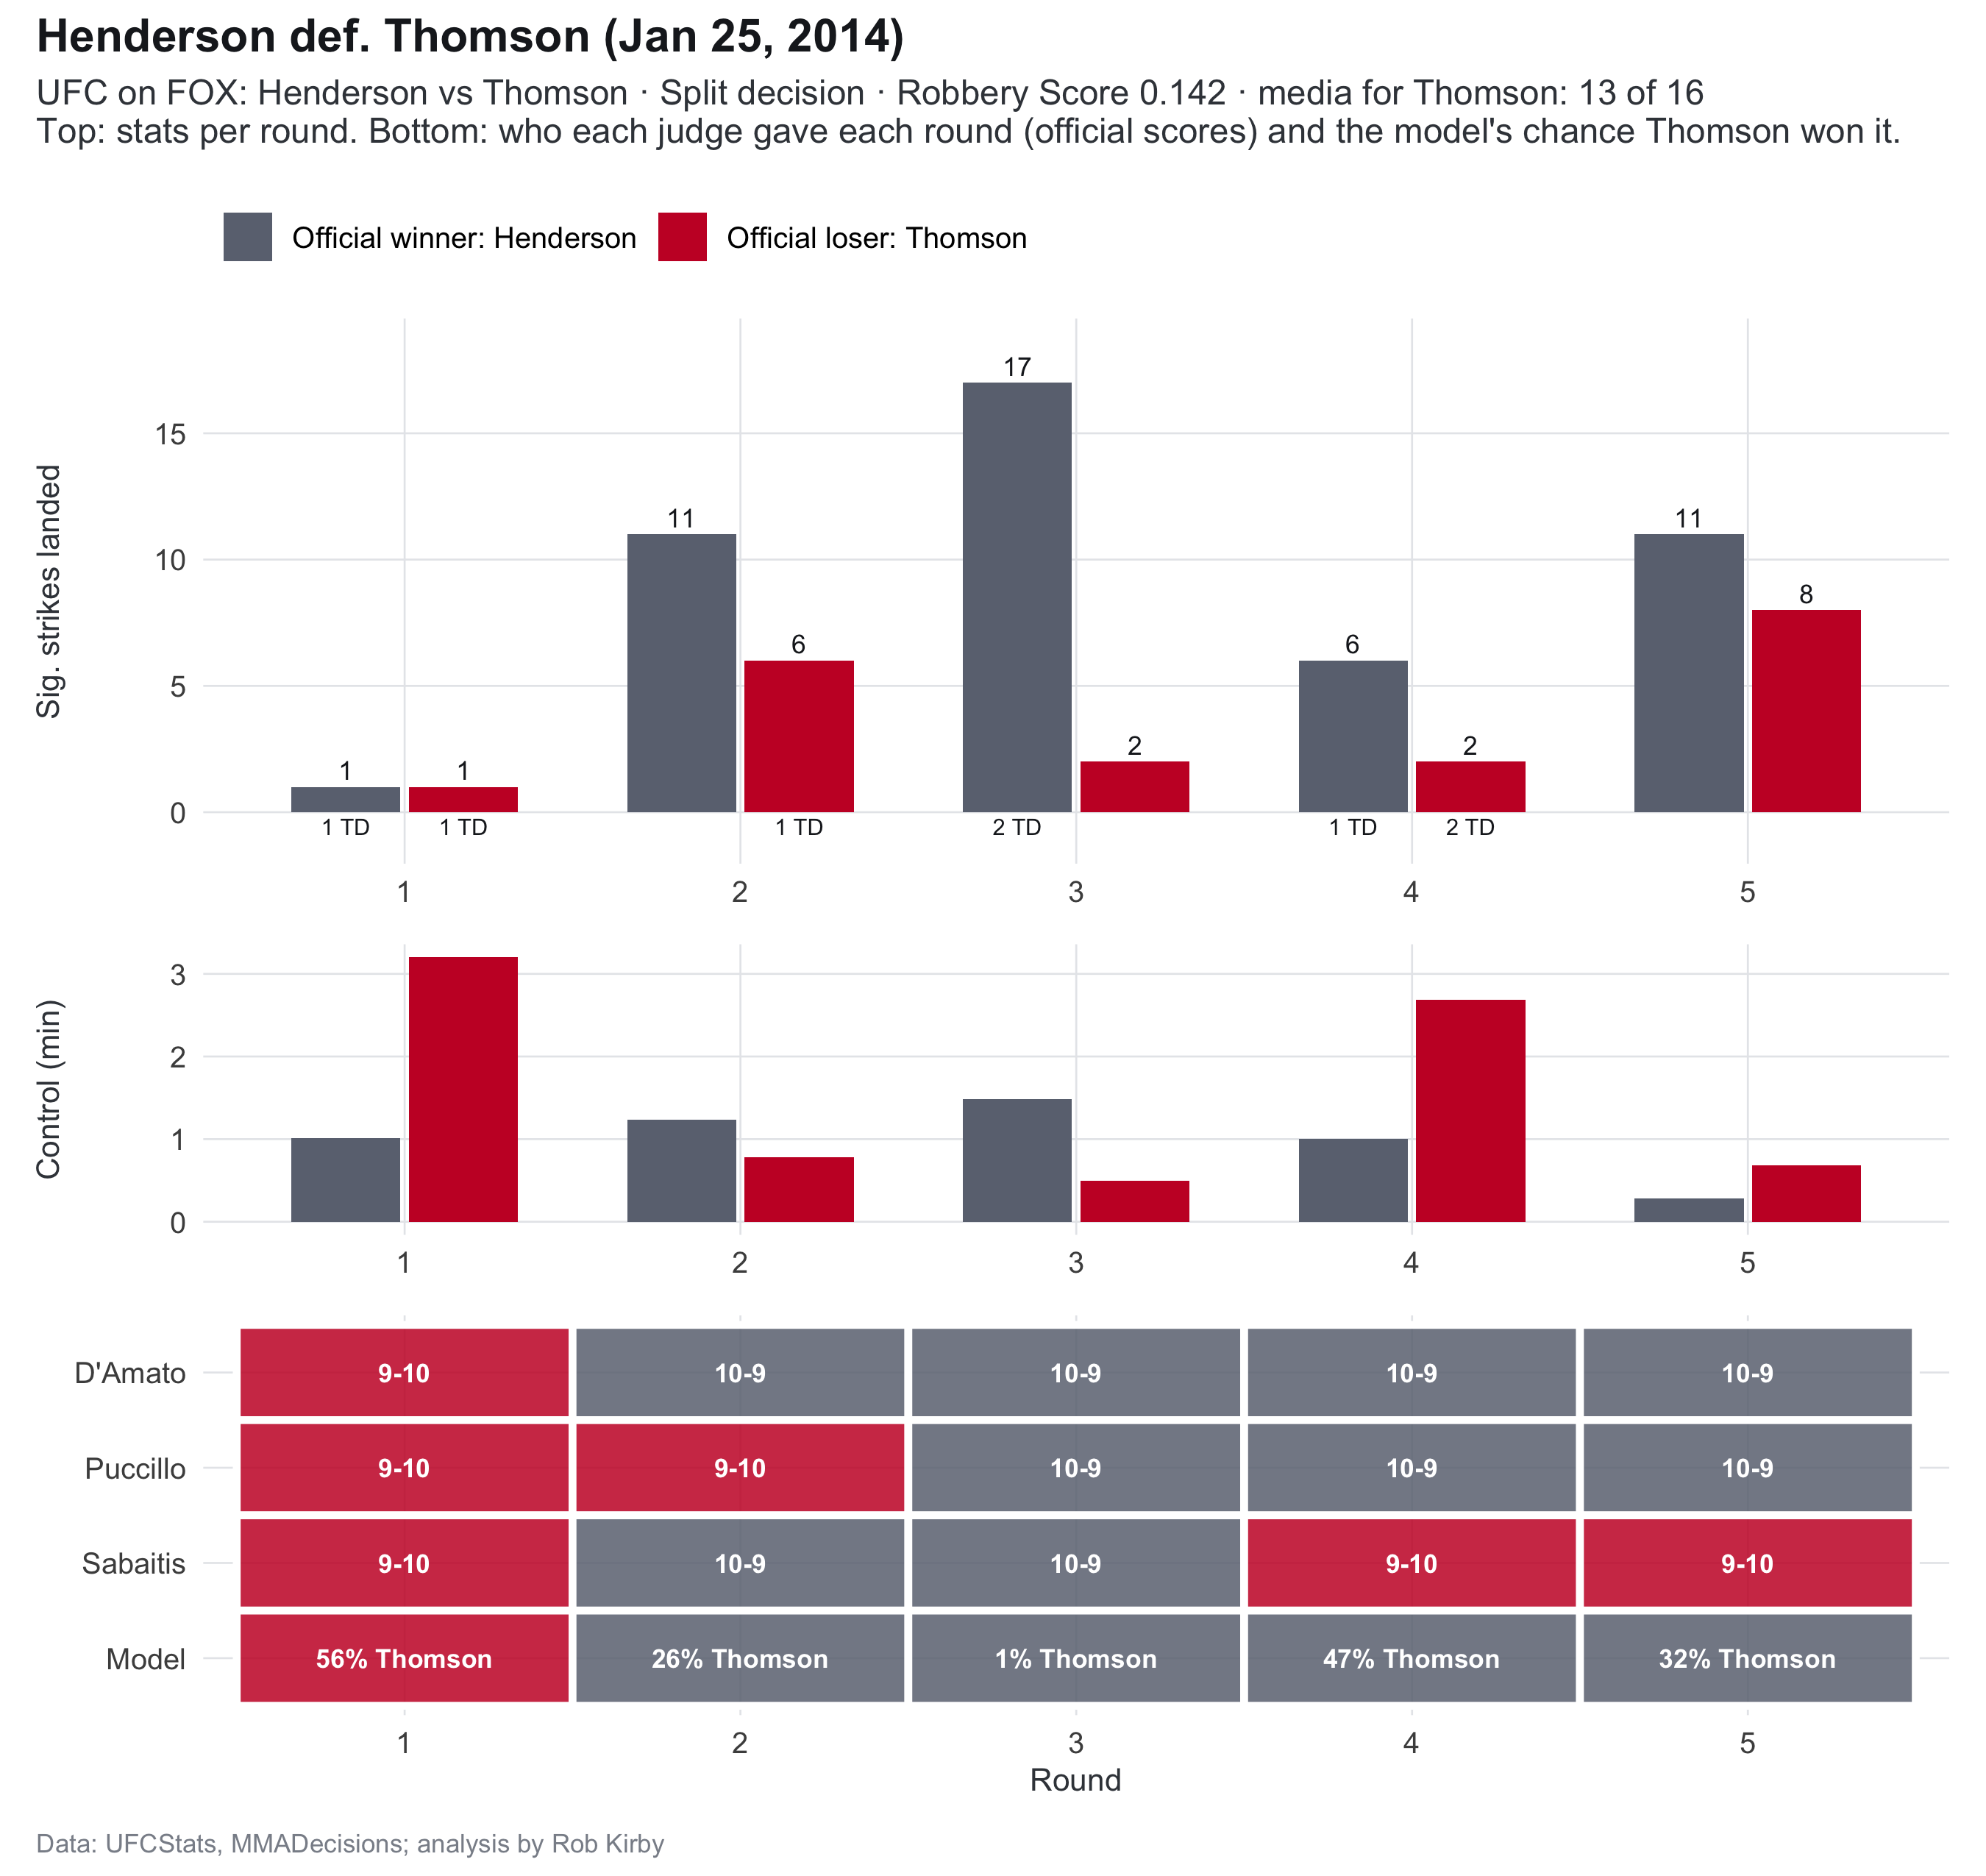 Henderson def. Thomson (Jan 25, 2014)
UFC on FOX: Henderson vs Thomson · Split decision · Robbery Score 0.142 · media for Thomson: 13 of 16
Top: stats per round. Bottom: who each judge gave each round (official scores) and the model's chance Thomson won it.
Official winner: Henderson Official loser: Thomson
Sig. strikes landed
15
10
5
0
1 1 11 6 17 2 6 2 11 8
1 TD 1 TD 1 TD 2 TD 1 TD 2 TD
1 2 3 4 5
Control (min)
3
2
1
0
1 2 3 4 5
D'Amato 9-10 10-9 10-9 10-9 10-9
Puccillo 9-10 9-10 10-9 10-9 10-9
Sabaitis 9-10 10-9 10-9 9-10 9-10
Model 56% Thomson 26% Thomson 1% Thomson 47% Thomson 32% Thomson
1 2 3 4 5
Round
Data: UFCStats, MMADecisions; analysis by Rob Kirby